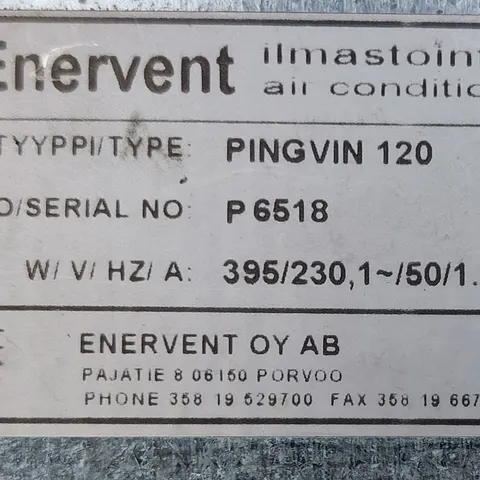 Enervent ilmastoint
air conditio
TYYPPI/TYPE: PINGVIN 120
O/SERIAL NO: P 6518
W/ V/ HZ/ A: 395/230,1~/50/1.
ENERVENT OY AB
PAJATIE 8 06150 PORVOO
PHONE 358 19 529700 FAX 358 19 667